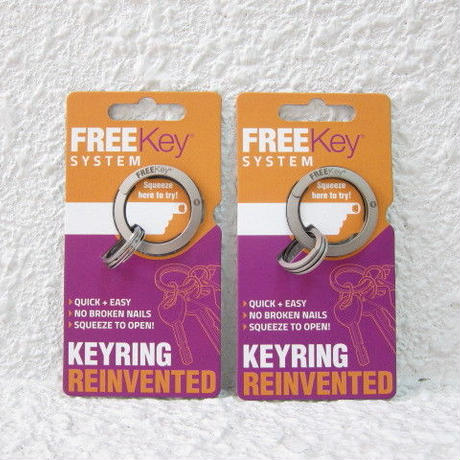 FREEKey®
SYSTEM
FREEKey
Squeeze
here to try!
QUICK + EASY
NO BROKEN NAILS
SQUEEZE TO OPEN!
KEYRING
REINVENTED
FREEKey®
SYSTEM
FREEKey
Squeeze
here to try!
QUICK + EASY
NO BROKEN NAILS
SQUEEZE TO OPEN!
KEYRING
REINVENTED